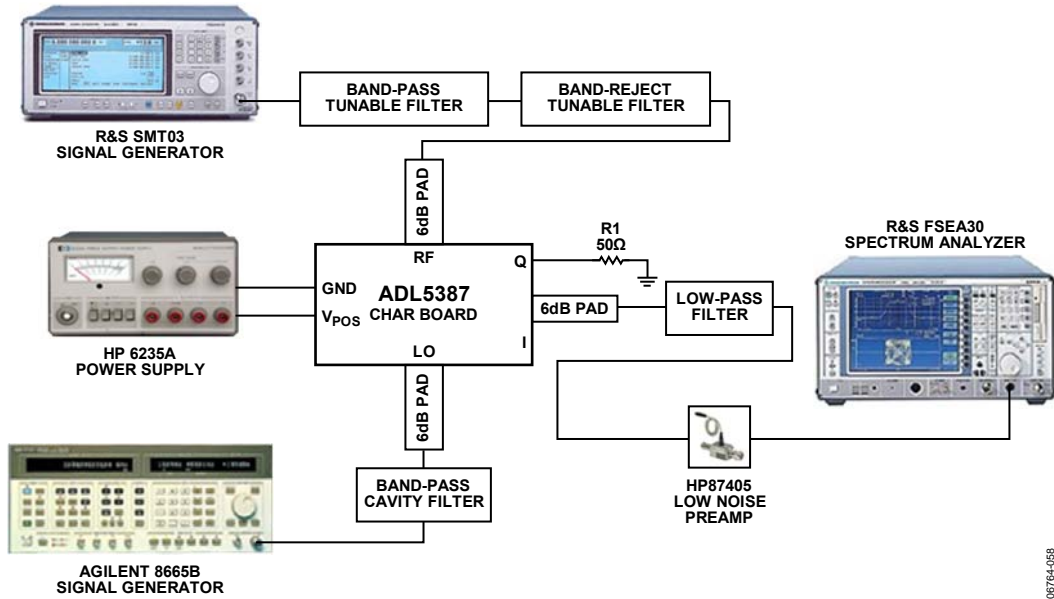 BAND-PASS
TUNABLE FILTER
BAND-REJECT
TUNABLE FILTER
R&S SMT03
SIGNAL GENERATOR
6dB PAD
R1
50Ω
R&S FSEA30
SPECTRUM ANALYZER
RF
Q
GND
ADL5387
CHAR BOARD
VPOS
6dB PAD
LOW-PASS
FILTER
I
LO
HP 6235A
POWER SUPPLY
6dB PAD
BAND-PASS
CAVITY FILTER
HP87405
LOW NOISE
PREAMP
AGILENT 8665B
SIGNAL GENERATOR
06764-058